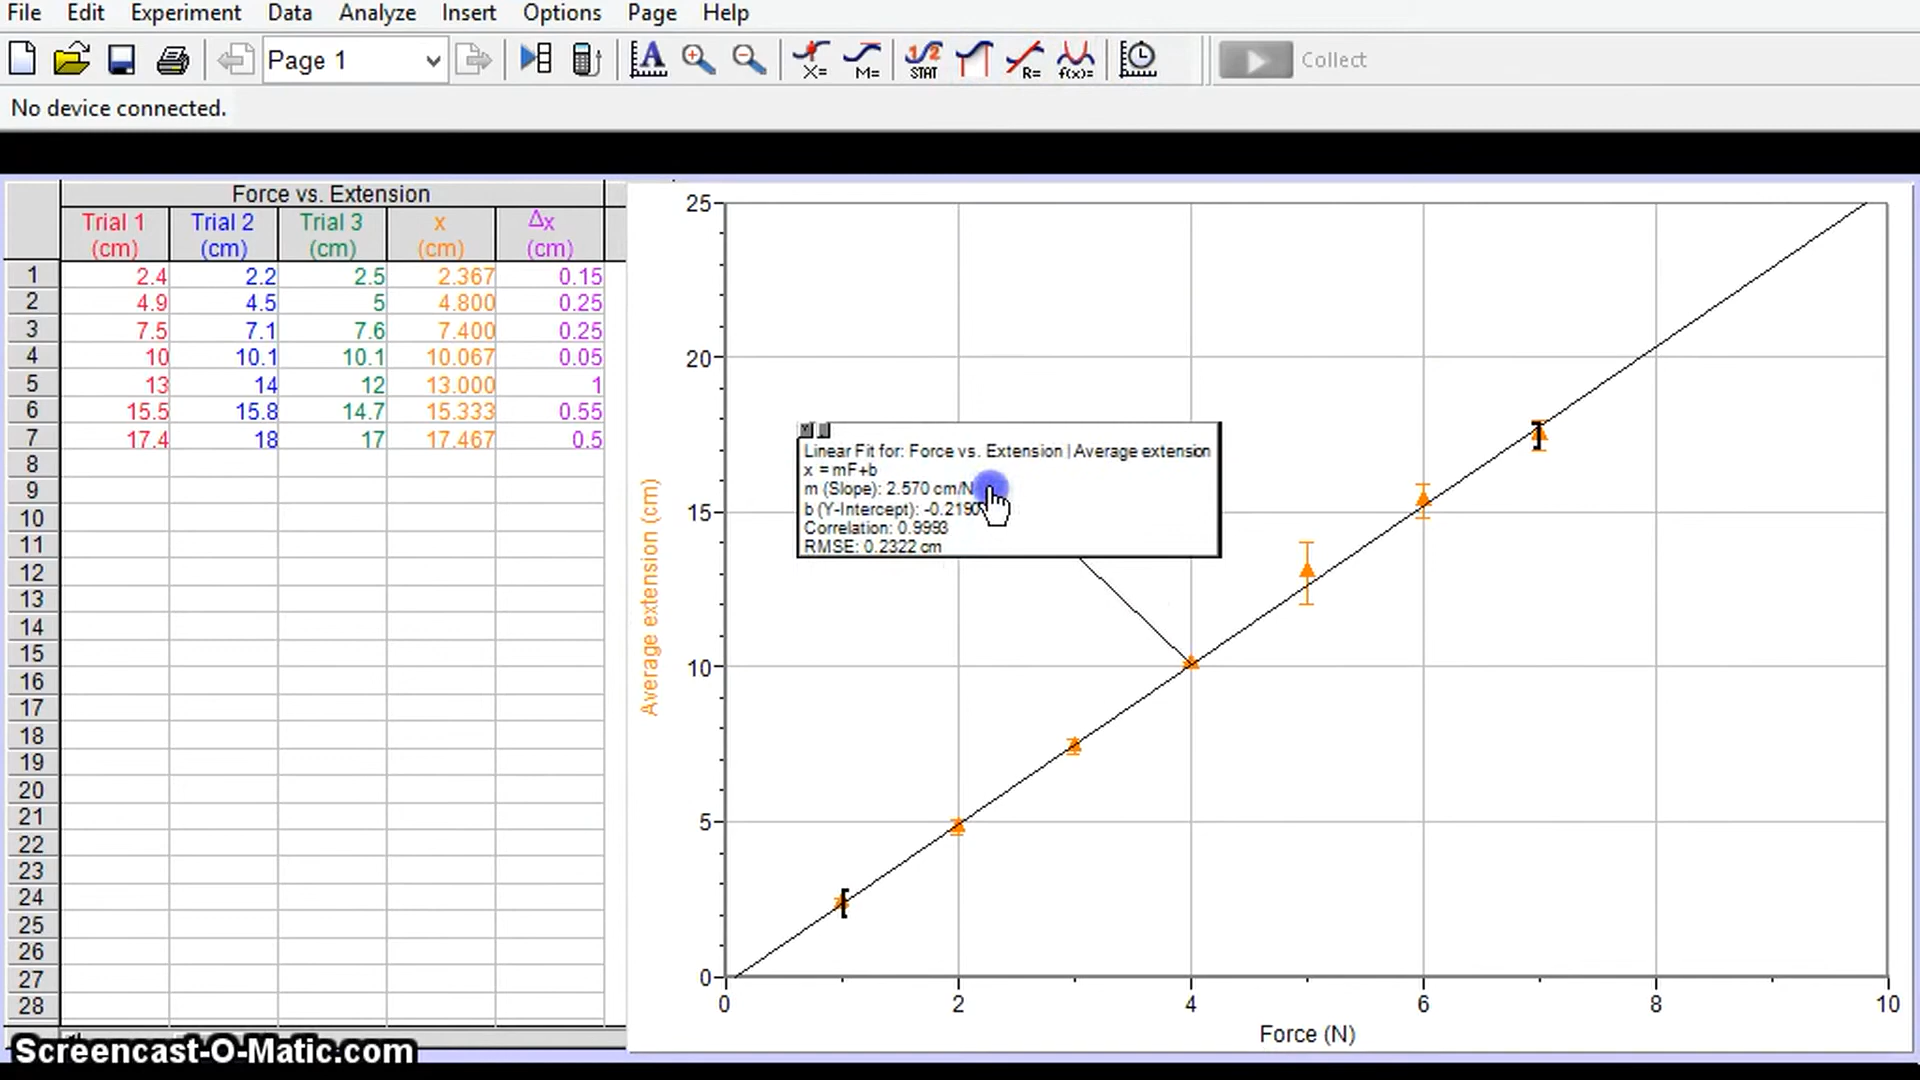 File Edit Experiment Data Analyze Insert Options Page Help
Page 1 X= M= 1/2 STAT R= f(x)= Collect
No device connected.
Force vs. Extension
Trial 1 Trial 2 Trial 3 x Δx
(cm) (cm) (cm) (cm) (cm)
1 2.4 2.2 2.5 2.367 0.15
2 4.9 4.5 5 4.800 0.25
3 7.5 7.1 7.6 7.400 0.25
4 10 10.1 10.1 10.067 0.05
5 13 14 12 13.000 1
6 15.5 15.8 14.7 15.333 0.55
7 17.4 18 17 17.467 0.5
8
9
10
11
12
13
14
15
16
17
18
19
20
21
22
23
24
25
26
27
28
25
20
15
10
5
0
Average extension (cm)
Linear Fit for: Force vs. Extension | Average extension
x = mF+b
m (Slope): 2.570 cm/N
b (Y-Intercept): -0.2190
Correlation: 0.9993
RMSE: 0.2322 cm
0 2 4 6 8 10
Force (N)
Screencast-O-Matic.com